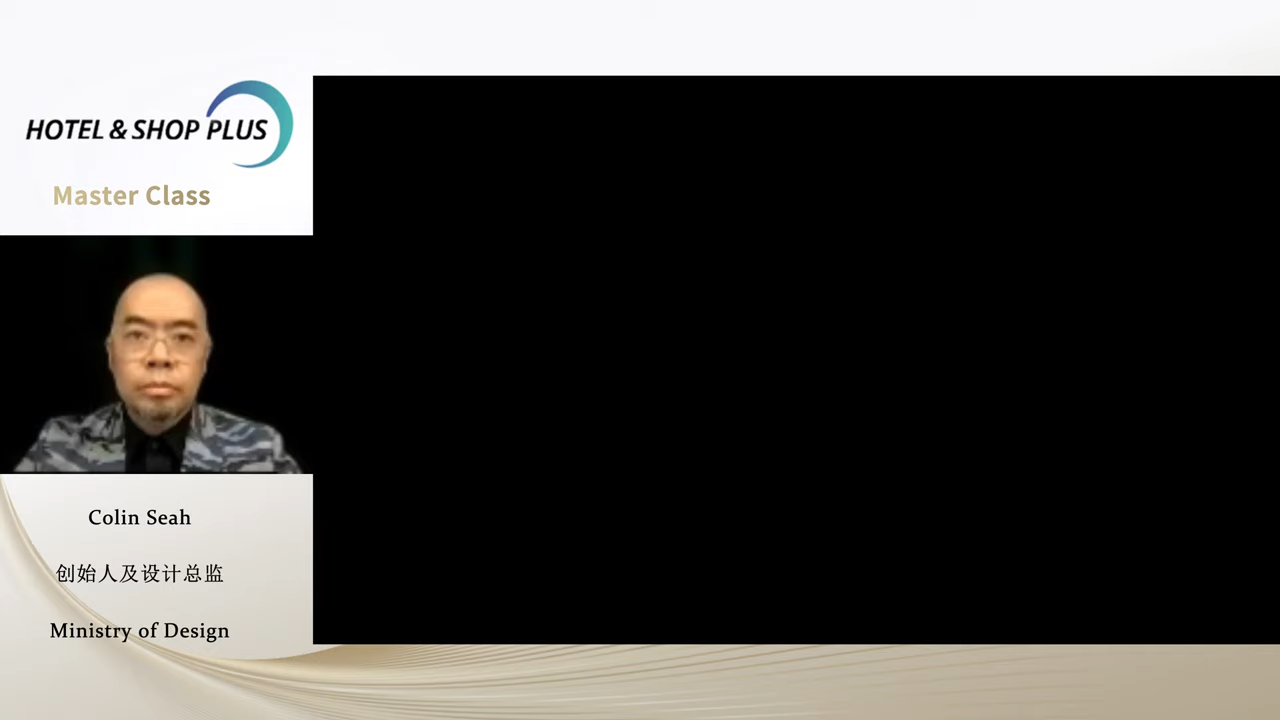 HOTEL & SHOP PLUS
Master Class
Colin Seah
创始人及设计总监
Ministry of Design